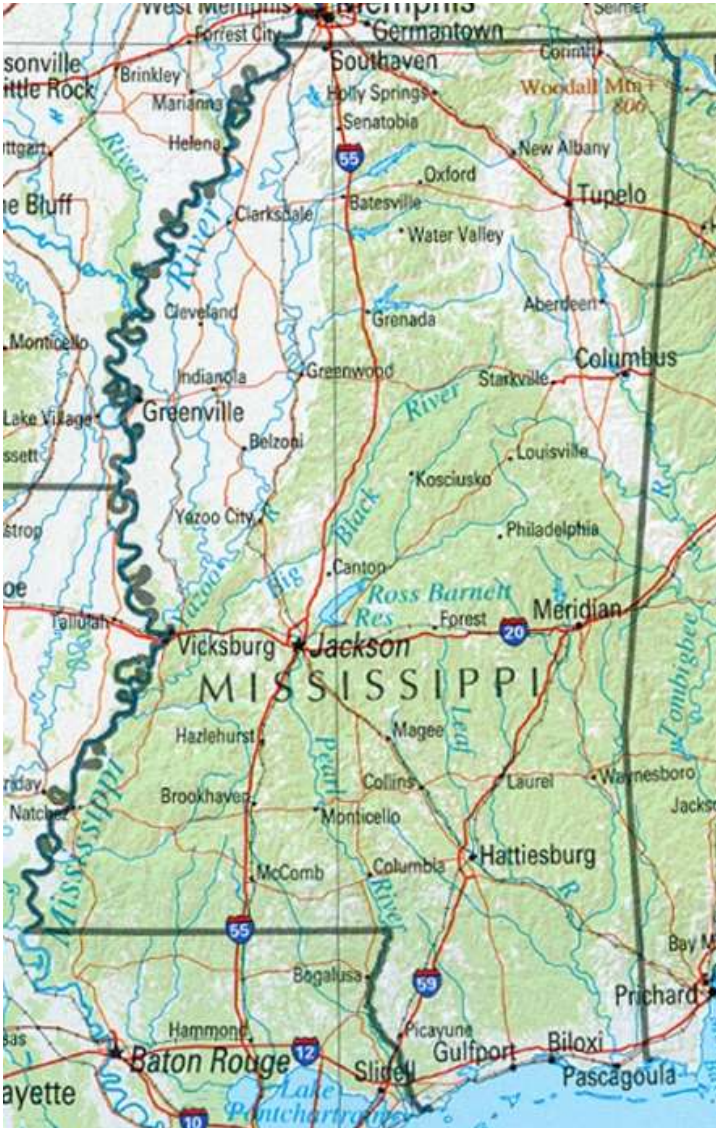 West Memphis
Memphis
Selmer
Forrest City
Germantown
Corinth
Southaven
Brinkley
Little Rock
Holly Springs
Woodall Mtn
806
Marianna
Senatobia
Helena
55
New Albany
River
Oxford
Tupelo
Batesville
Clarksdale
River
Water Valley
Cleveland
Grenada
Aberdeen
Monticello
Greenwood
Columbus
Indianola
Starkville
Greenville
River
Lake Village
Belzoni
Louisville
Kosciusko
R
Yazoo City
R
Black
Philadelphia
Big
Canton
Yazoo
Ross Barnett
Res
Forest
Meridian
Tallulah
20
Vicksburg
Jackson
Tombigbee
MISSISSIPPI
Leaf
Magee
Hazlehurst
Pearl
Mississippi
Collins
Laurel
Waynesboro
Brookhaven
Natchez
Monticello
Hattiesburg
McComb
Columbia
River
R
55
Bogalusa
59
Prichard
Hammond
Picayune
12
Baton Rouge
Gulfport
Biloxi
Slidell
Pascagoula
Lake
Pontchartrain
10